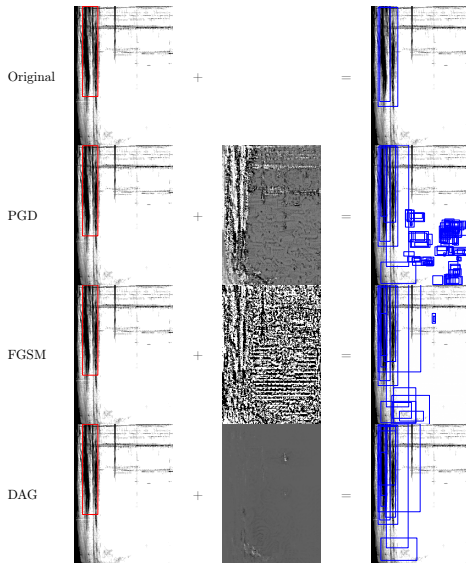 Original + =
PGD + =
FGSM + =
DAG + =